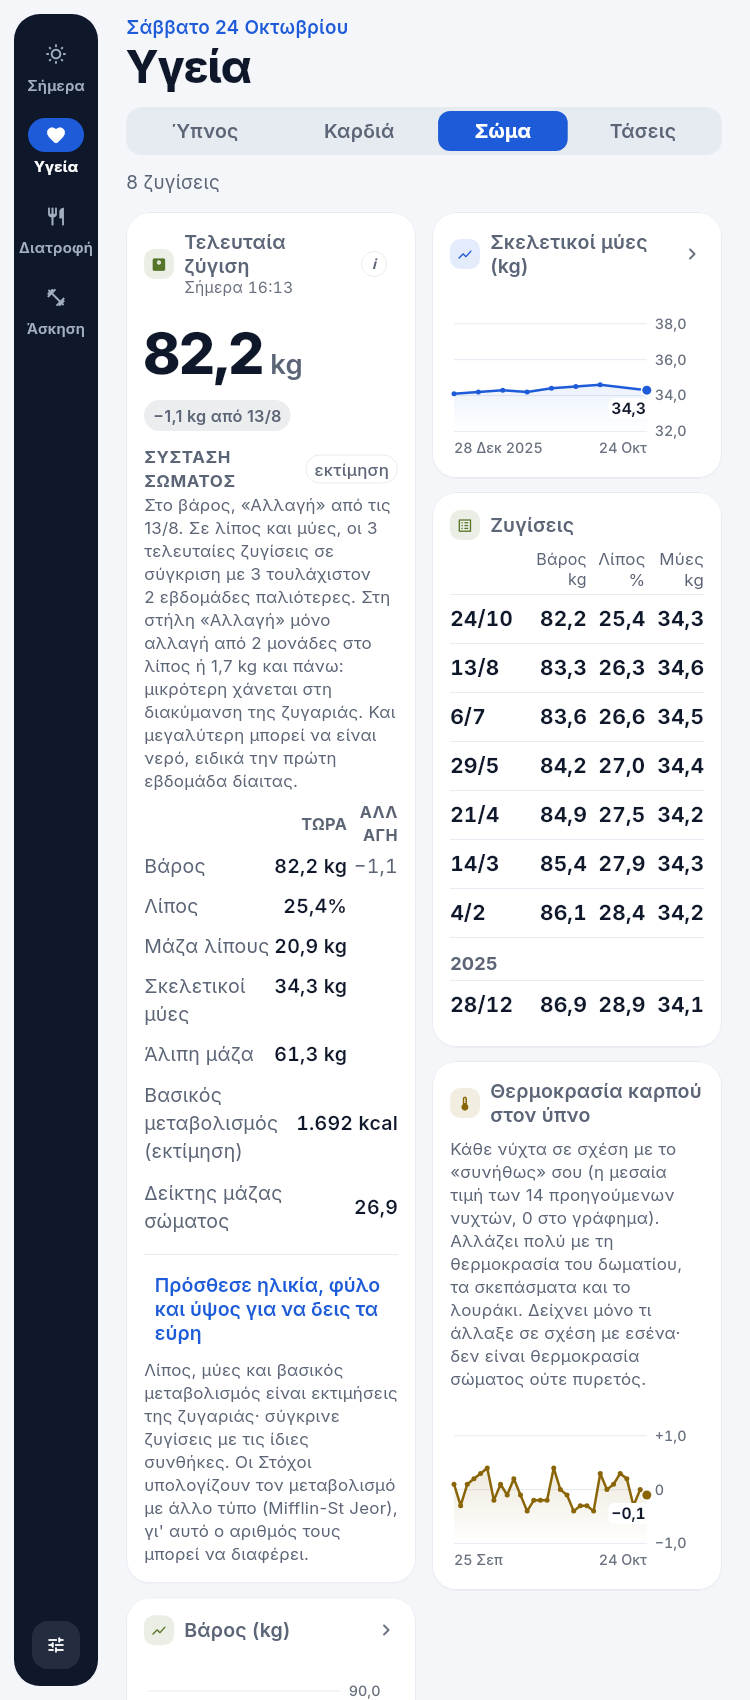 Σάββατο 24 Οκτωβρίου
Υγεία
Σήμερα
Υγεία
Διατροφή
Άσκηση
Ύπνος
Καρδιά
Σώμα
Τάσεις
8 ζυγίσεις
Τελευταία
ζύγιση
Σήμερα 16:13
i
82,2 kg
−1,1 kg από 13/8
ΣΥΣΤΑΣΗ
ΣΩΜΑΤΟΣ
εκτίμηση
Στο βάρος, «Αλλαγή» από τις
13/8. Σε λίπος και μύες, οι 3
τελευταίες ζυγίσεις σε
σύγκριση με 3 τουλάχιστον
2 εβδομάδες παλιότερες. Στη
στήλη «Αλλαγή» μόνο
αλλαγή από 2 μονάδες στο
λίπος ή 1,7 kg και πάνω:
μικρότερη χάνεται στη
διακύμανση της ζυγαριάς. Και
μεγαλύτερη μπορεί να είναι
νερό, ειδικά την πρώτη
εβδομάδα δίαιτας.
ΤΩΡΑ
ΑΛΛ
ΑΓΗ
Βάρος 82,2 kg −1,1
Λίπος 25,4%
Μάζα λίπους 20,9 kg
Σκελετικοί
μύες
34,3 kg
Άλιπη μάζα 61,3 kg
Βασικός
μεταβολισμός
(εκτίμηση)
1.692 kcal
Δείκτης μάζας
σώματος
26,9
Πρόσθεσε ηλικία, φύλο
και ύψος για να δεις τα
εύρη
Λίπος, μύες και βασικός
μεταβολισμός είναι εκτιμήσεις
της ζυγαριάς· σύγκρινε
ζυγίσεις με τις ίδιες
συνθήκες. Οι Στόχοι
υπολογίζουν τον μεταβολισμό
με άλλο τύπο (Mifflin-St Jeor),
γι' αυτό ο αριθμός τους
μπορεί να διαφέρει.
Βάρος (kg)
90,0
Σκελετικοί μύες
(kg)
38,0
36,0
34,0
34,3
32,0
28 Δεκ 2025
24 Οκτ
Ζυγίσεις
Βάρος
kg
Λίπος
%
Μύες
kg
24/10 82,2 25,4 34,3
13/8 83,3 26,3 34,6
6/7 83,6 26,6 34,5
29/5 84,2 27,0 34,4
21/4 84,9 27,5 34,2
14/3 85,4 27,9 34,3
4/2 86,1 28,4 34,2
2025
28/12 86,9 28,9 34,1
Θερμοκρασία καρπού
στον ύπνο
Κάθε νύχτα σε σχέση με το
«συνήθως» σου (η μεσαία
τιμή των 14 προηγούμενων
νυχτών, 0 στο γράφημα).
Αλλάζει πολύ με τη
θερμοκρασία του δωματίου,
τα σκεπάσματα και το
λουράκι. Δείχνει μόνο τι
άλλαξε σε σχέση με εσένα·
δεν είναι θερμοκρασία
σώματος ούτε πυρετός.
+1,0
0
−0,1
−1,0
25 Σεπ
24 Οκτ